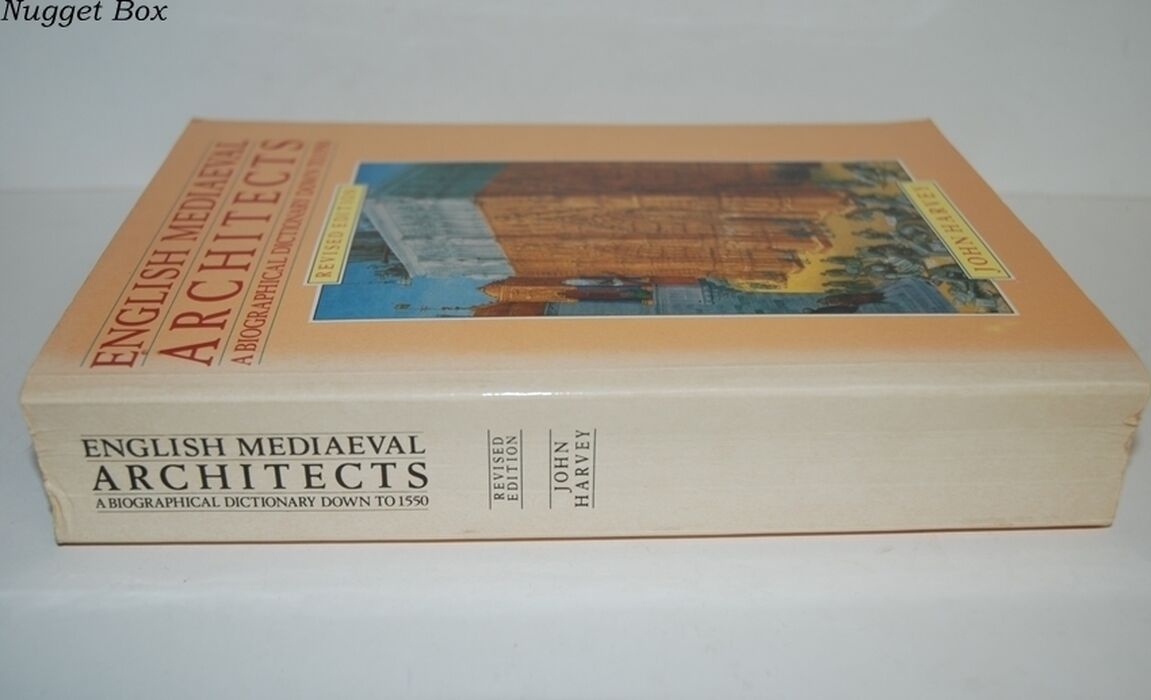 Nugget Box
ENGLISH MEDIAEVAL
ARCHITECTS
A BIOGRAPHICAL DICTIONARY DOWN TO 1550
REVISED EDITION
JOHN HARVEY
ENGLISH MEDIAEVAL
ARCHITECTS
A BIOGRAPHICAL DICTIONARY DOWN TO 1550
REVISED
EDITION
JOHN
HARVEY